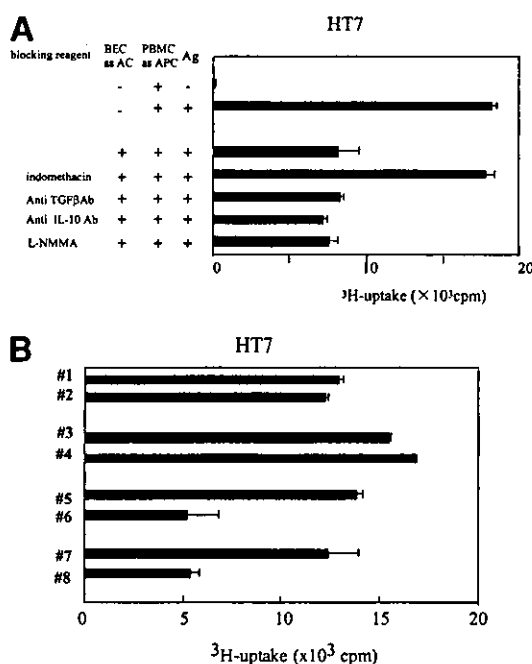 A
HT7
blocking reagent BEC as AC PBMC as APC Ag
- + -
- + +
+ + +
indomethacin + + +
Anti TGFβAb + + +
Anti IL-10 Ab + + +
L-NMMA + + +
0 10 20
³H-uptake (×10³cpm)
B
HT7
#1
#2
#3
#4
#5
#6
#7
#8
0 5 10 15 20
³H-uptake (x10³ cpm)